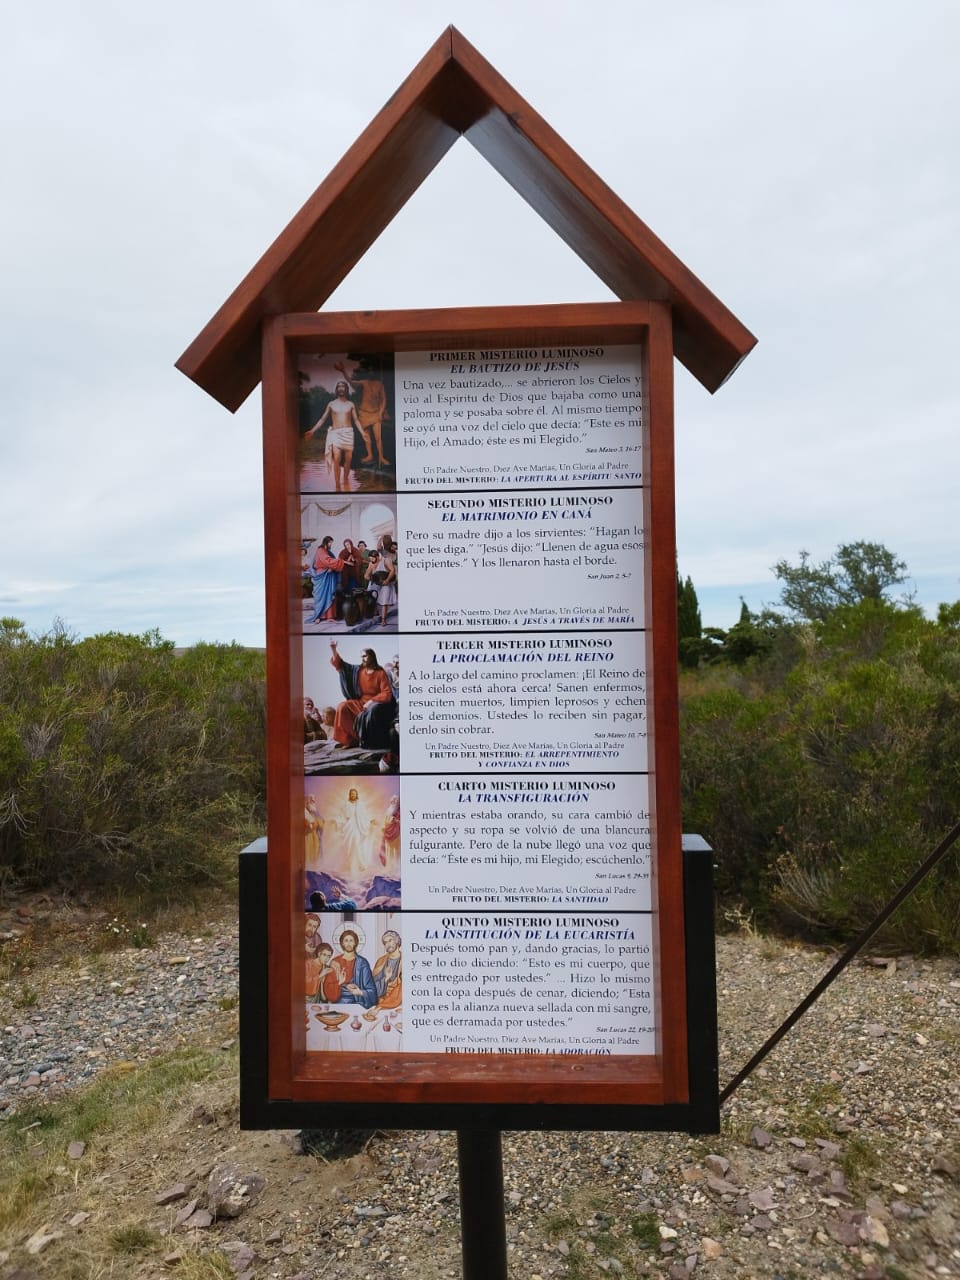 PRIMER MISTERIO LUMINOSO
EL BAUTIZO DE JESÚS
Una vez bautizado,... se abrieron los Cielos y
vio al Espíritu de Dios que bajaba como una
paloma y se posaba sobre él. Al mismo tiempo
se oyó una voz del cielo que decía: “Este es mi
Hijo, el Amado; éste es mi Elegido.”
San Mateo 3, 16-17
Un Padre Nuestro, Diez Ave Marías, Un Gloria al Padre
FRUTO DEL MISTERIO: LA APERTURA AL ESPÍRITU SANTO
SEGUNDO MISTERIO LUMINOSO
EL MATRIMONIO EN CANÁ
Pero su madre dijo a los sirvientes: “Hagan lo
que les diga.” “Jesús dijo: “Llenen de agua esos
recipientes.” Y los llenaron hasta el borde.
San Juan 2, 5-7
Un Padre Nuestro, Diez Ave Marías, Un Gloria al Padre
FRUTO DEL MISTERIO: A JESÚS A TRAVÉS DE MARÍA
TERCER MISTERIO LUMINOSO
LA PROCLAMACIÓN DEL REINO
A lo largo del camino proclamen: ¡El Reino de
los cielos está ahora cerca! Sanen enfermos,
resuciten muertos, limpien leprosos y echen
los demonios. Ustedes lo reciben sin pagar,
denlo sin cobrar.
San Mateo 10, 7-8
Un Padre Nuestro, Diez Ave Marías, Un Gloria al Padre
FRUTO DEL MISTERIO: EL ARREPENTIMIENTO
Y CONFIANZA EN DIOS
CUARTO MISTERIO LUMINOSO
LA TRANSFIGURACIÓN
Y mientras estaba orando, su cara cambió de
aspecto y su ropa se volvió de una blancura
fulgurante. Pero de la nube llegó una voz que
decía: “Éste es mi hijo, mi Elegido; escúchenlo.”
San Lucas 9, 29-35
Un Padre Nuestro, Diez Ave Marías, Un Gloria al Padre
FRUTO DEL MISTERIO: LA SANTIDAD
QUINTO MISTERIO LUMINOSO
LA INSTITUCIÓN DE LA EUCARISTÍA
Después tomó pan y, dando gracias, lo partió
y se lo dio diciendo: “Esto es mi cuerpo, que
es entregado por ustedes.” ... Hizo lo mismo
con la copa después de cenar, diciendo; “Esta
copa es la alianza nueva sellada con mi sangre,
que es derramada por ustedes.”
San Lucas 22, 19-20
Un Padre Nuestro, Diez Ave Marías, Un Gloria al Padre
FRUTO DEL MISTERIO: LA ADORACIÓN